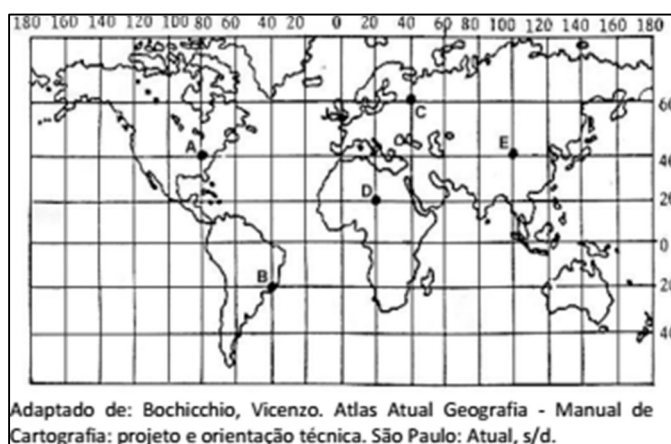 180 160 140 120 100 80 60 40 20 0 20 40 60 80 100 120 140 160 180
60
C
A
E
40
D
20
0
B
20
40
Adaptado de: Bochicchio, Vicenzo. Atlas Atual Geografia - Manual de
Cartografia: projeto e orientação técnica. São Paulo: Atual, s/d.